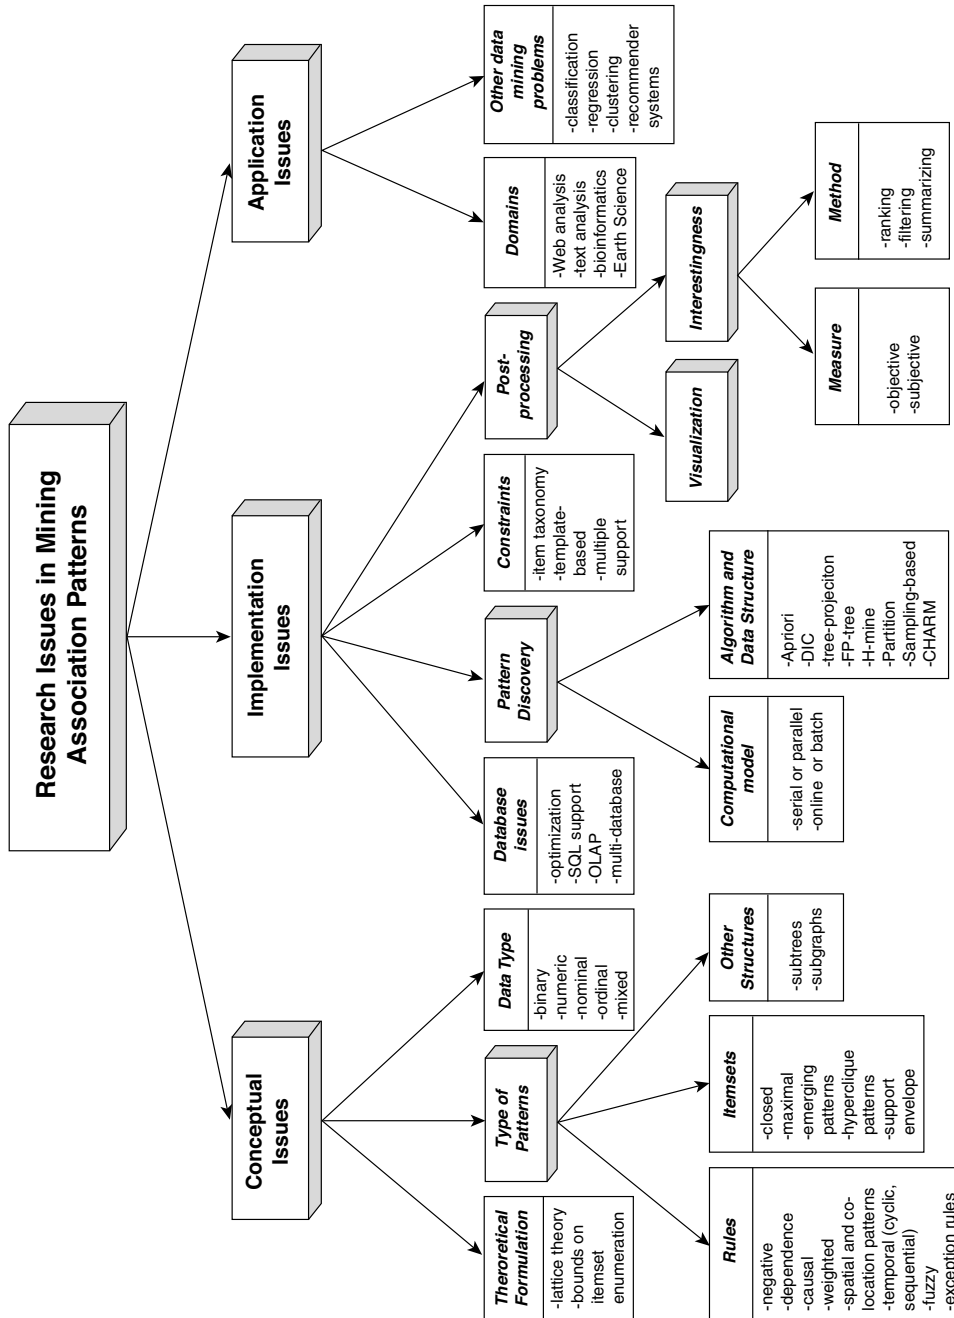 Research Issues in Mining
Association Patterns
Conceptual
Issues
Implementation
Issues
Application
Issues
Theroretical
Formulation
-lattice theory
-bounds on
itemset
enumeration
Type of
Patterns
Data Type
-binary
-numeric
-nominal
-ordinal
-mixed
Database
issues
-optimization
-SQL support
-OLAP
-multi-database
Pattern
Discovery
Constraints
-item taxonomy
-template-
based
-multiple
support
Post-
processing
Domains
-Web analysis
-text analysis
-bioinformatics
-Earth Science
Other data
mining
problems
-classification
-regression
-clustering
-recommender
systems
Visualization
Interestingness
Rules
-negative
-dependence
-causal
-weighted
-spatial and co-
location patterns
-temporal (cyclic,
sequential)
-fuzzy
-exception rules
Itemsets
-closed
-maximal
-emerging
patterns
-hyperclique
patterns
-support
envelope
Other
Structures
-subtrees
-subgraphs
Computational
model
-serial or parallel
-online or batch
Algorithm and
Data Structure
-Apriori
-DIC
-tree-projeciton
-FP-tree
-H-mine
-Partition
-Sampling-based
-CHARM
Measure
-objective
-subjective
Method
-ranking
-filtering
-summarizing